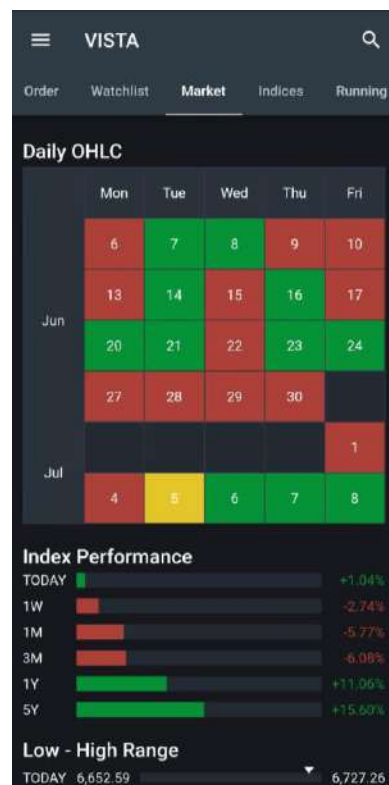 VISTA
Order Watchlist Market Indices Running
Daily OHLC
Mon Tue Wed Thu Fri
6 7 8 9 10
13 14 15 16 17
Jun
20 21 22 23 24
27 28 29 30
1
Jul
4 5 6 7 8
Index Performance
TODAY +1.04%
1W -2.74%
1M -5.77%
3M -6.08%
1Y +11.06%
5Y +15.60%
Low - High Range
TODAY 6,652.59 6,727.26